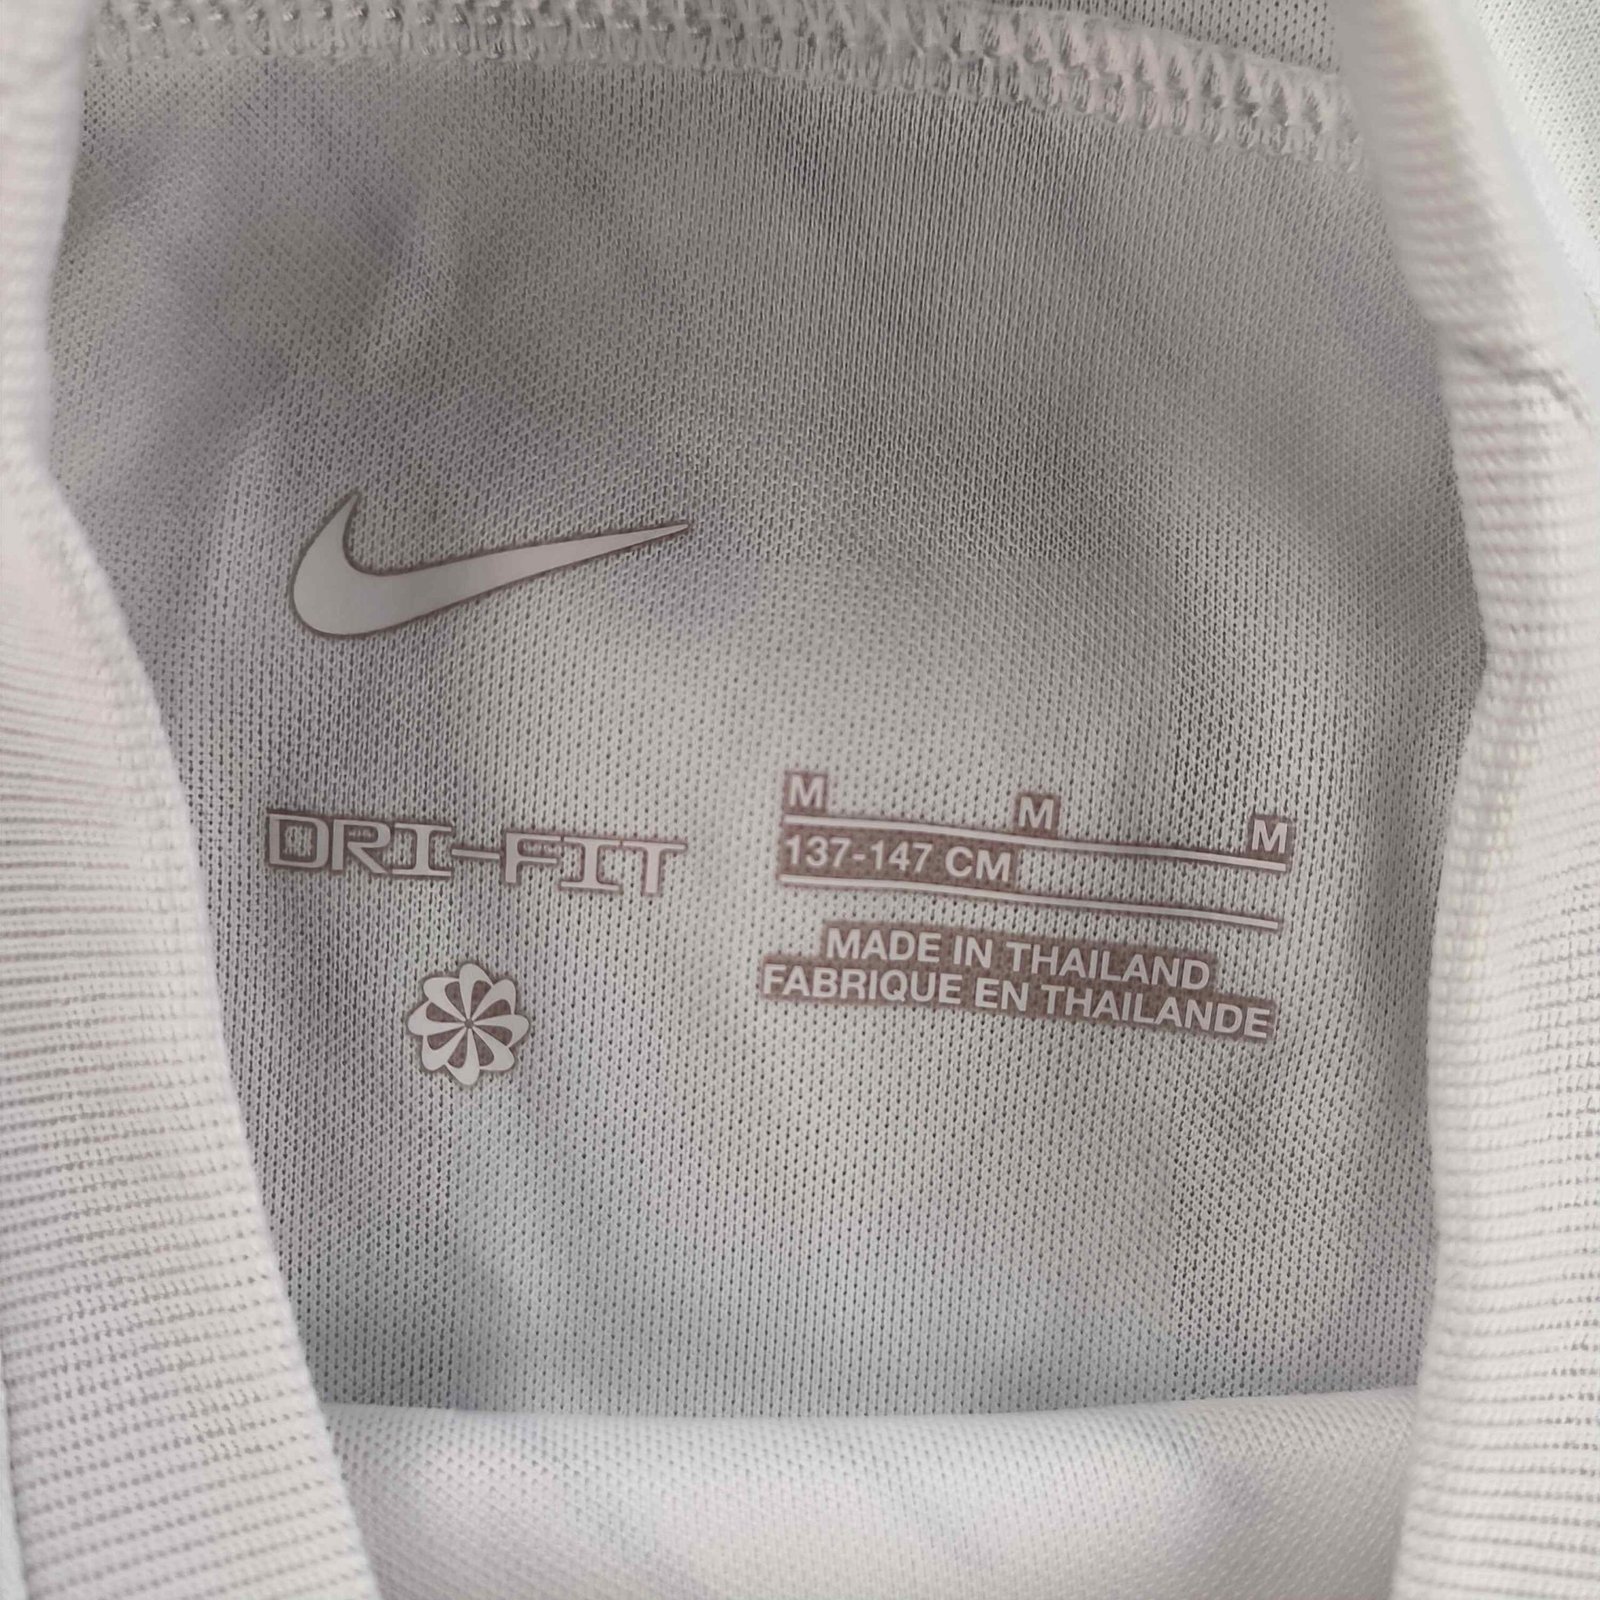 DRI-FIT
M M M
137-147 CM
MADE IN THAILAND
FABRIQUE EN THAILANDE